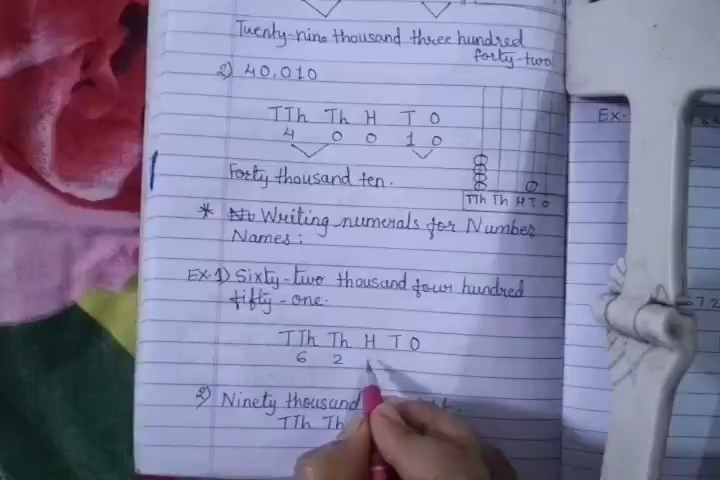 Twenty-nine thousand three hundred
forty-two
2) 40,010
TTh Th H T O
4 0 0 1 0
Forty thousand ten.
TTh Th H T O
* Writing numerals for Number
Names:
Ex. 1) Sixty-two thousand four hundred
fifty-one.
TTh Th H T O
6 2
2) Ninety thousand
TTh Th
Ex.
72